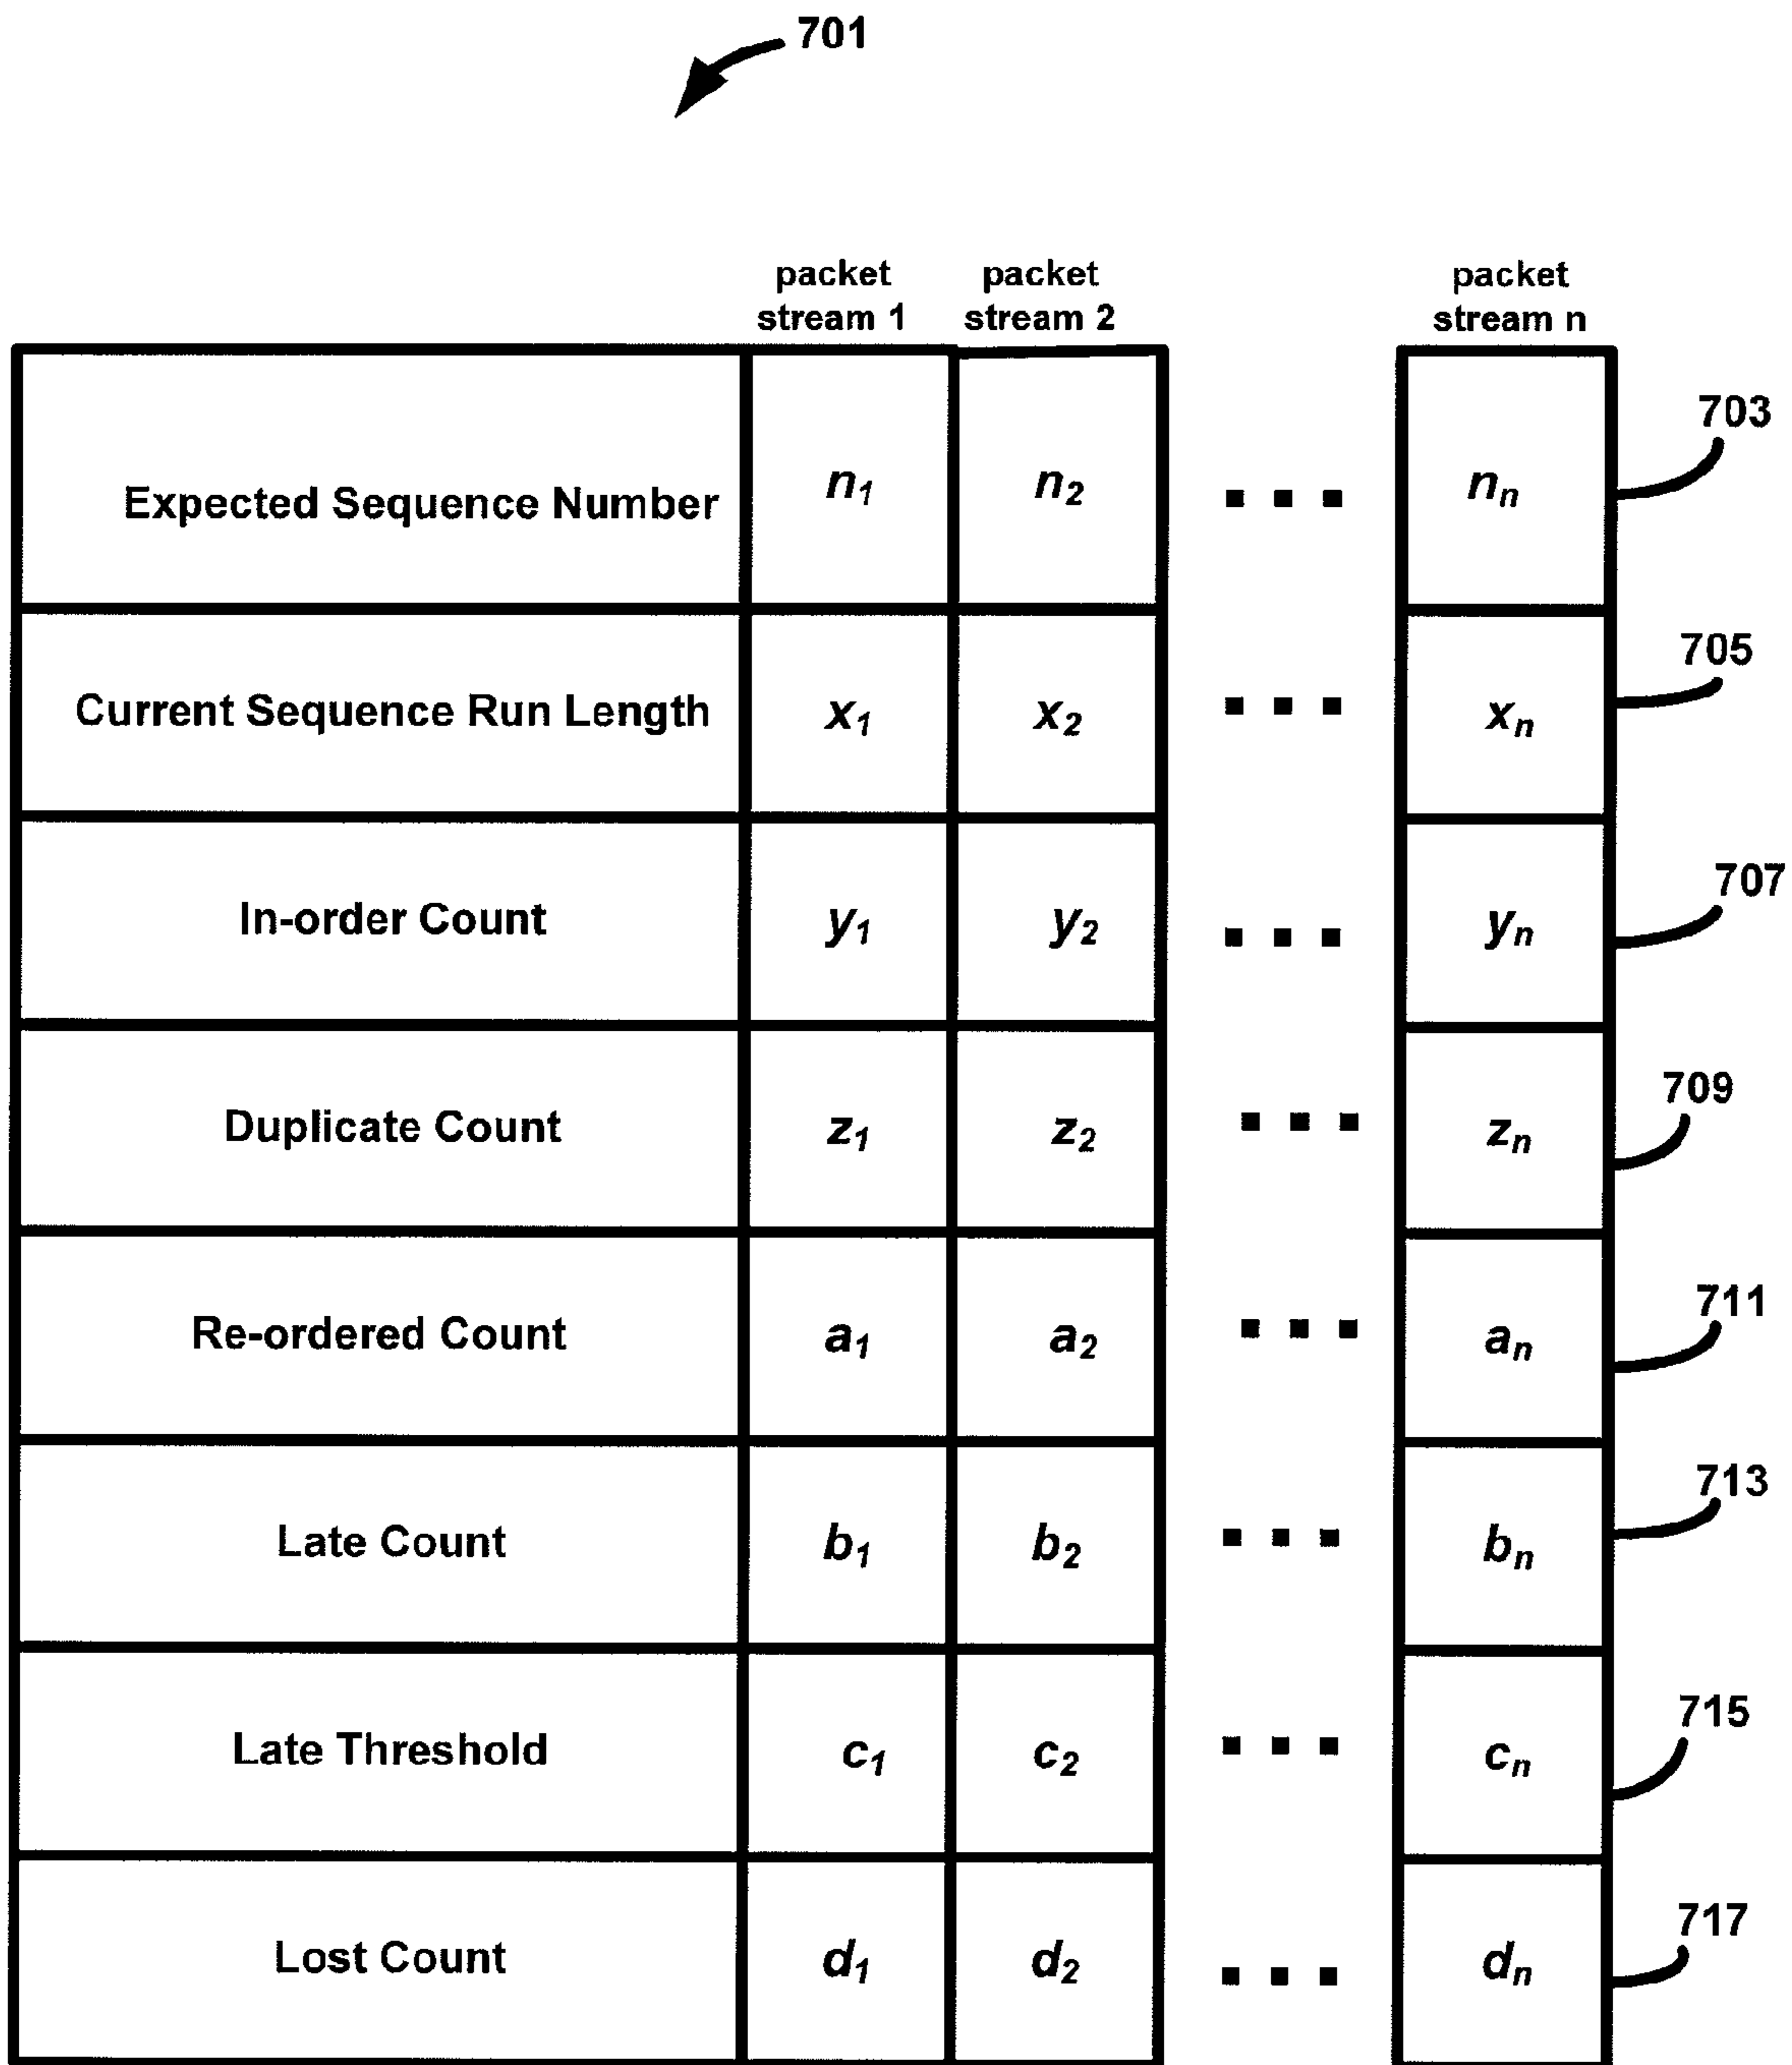 701
packet packet packet
stream 1 stream 2 stream n
Expected Sequence Number n1 n2 ... nn 703
Current Sequence Run Length x1 x2 ... xn 705
In-order Count y1 y2 ... yn 707
Duplicate Count z1 z2 ... zn 709
Re-ordered Count a1 a2 ... an 711
Late Count b1 b2 ... bn 713
Late Threshold c1 c2 ... cn 715
Lost Count d1 d2 ... dn 717